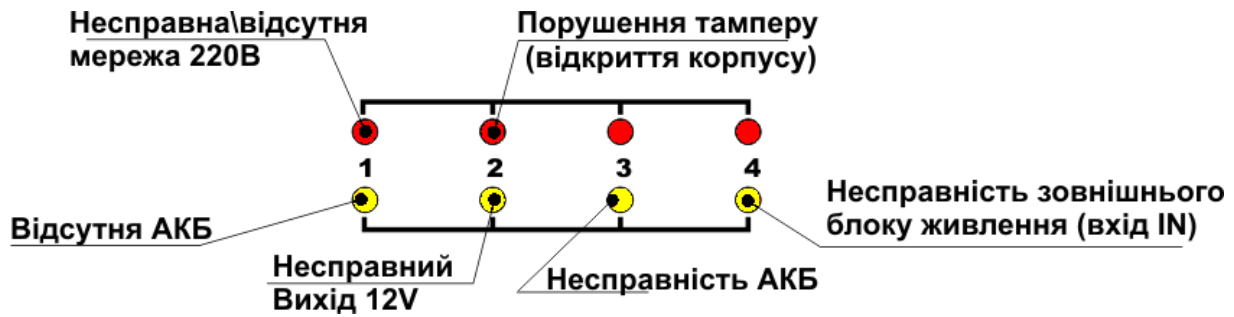 Несправна\відсутня
мережа 220В
Порушення тамперу
(відкриття корпусу)
1 2 3 4
Відсутня АКБ
Несправний
Вихід 12V
Несправність АКБ
Несправність зовнішнього
блоку живлення (вхід IN)